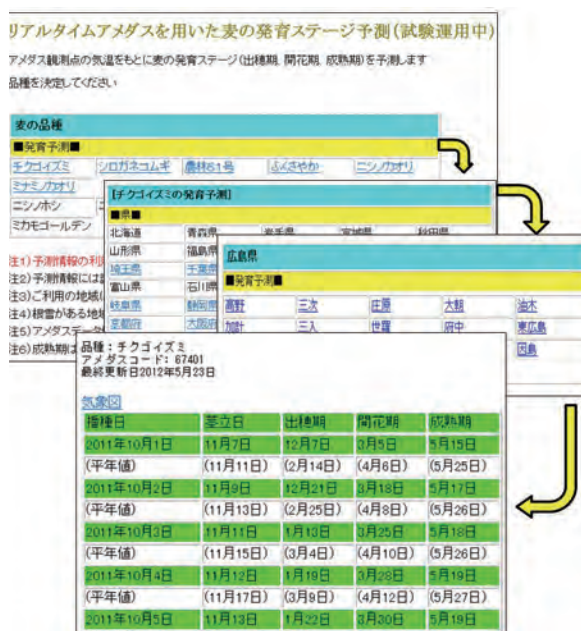 リアルタイムアメダスを用いた麦の発育ステージ予測(試験運用中)
アメダス観測点の気温をもとに麦の発育ステージ(出穂期、開花期、成熟期)を予測します
品種を決定してください
麦の品種
■発育予測■
チクゴイズミ シロガネコムギ 農林61号 ふくさやか ニシノカオリ
ミナミノカオリ
ニシノホシ
ミカモゴールデン
注1)予測情報の利
注2)予測情報には
注3)ご利用の地域
注4)積雪がある地域
注5)アメダスデータ
注6)成熟期は
[チクゴイズミの発育予測]
■県■
北海道 青森県 岩手県 宮城県 秋田県
山形県 福島県
埼玉県 千葉県
富山県 石川県
岐阜県 静岡県
京都府 大阪府
広島県
■発育予測■
高野 三次 庄原 大朝 油木
加計 三入 世羅 府中 東広島
因島
品種：チクゴイズミ
アメダスコード：67401
最終更新日2012年5月23日
気象図
播種日 茎立日 出穂期 開花期 成熟期
2011年10月1日 11月7日 12月7日 3月5日 5月15日
(平年値) (11月11日) (2月14日) (4月6日) (5月25日)
2011年10月2日 11月9日 12月21日 3月18日 5月17日
(平年値) (11月13日) (2月25日) (4月8日) (5月26日)
2011年10月3日 11月11日 1月13日 3月25日 5月18日
(平年値) (11月15日) (3月4日) (4月10日) (5月26日)
2011年10月4日 11月12日 1月19日 3月28日 5月19日
(平年値) (11月17日) (3月9日) (4月12日) (5月27日)
2011年10月5日 11月13日 1月22日 3月30日 5月19日